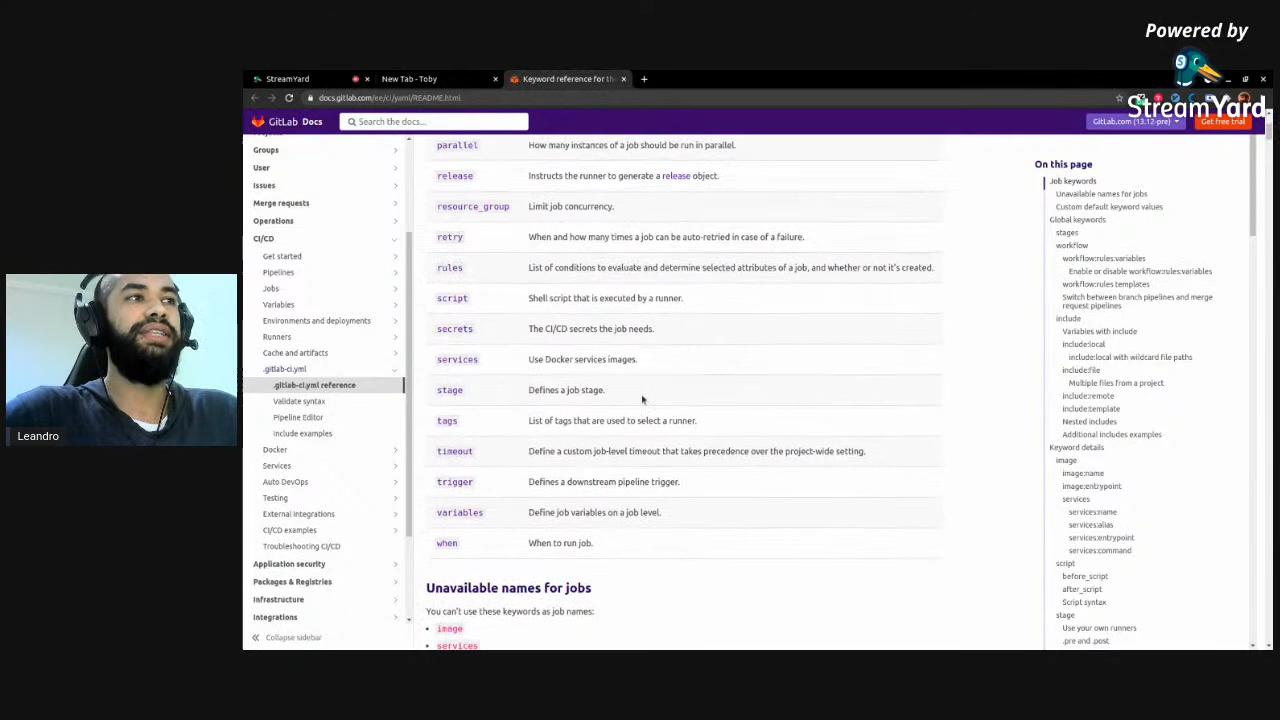 Powered by
StreamYard
StreamYard
New Tab - Toby
Keyword reference for the
docs.gitlab.com/ee/ci/yaml/README.html
GitLab Docs
Search the docs...
GitLab.com (13.12-pre)
Get free trial
Groups
User
Issues
Merge requests
Operations
CI/CD
Get started
Pipelines
Jobs
Variables
Environments and deployments
Runners
Cache and artifacts
.gitlab-ci.yml
.gitlab-ci.yml reference
Validate syntax
Pipeline Editor
Include examples
Docker
Services
Auto DevOps
Testing
External integrations
CI/CD examples
Troubleshooting CI/CD
Application security
Packages & Registries
Infrastructure
Integrations
Collapse sidebar
parallel How many instances of a job should be run in parallel.
release Instructs the runner to generate a release object.
resource_group Limit job concurrency.
retry When and how many times a job can be auto-retried in case of a failure.
rules List of conditions to evaluate and determine selected attributes of a job, and whether or not it's created.
script Shell script that is executed by a runner.
secrets The CI/CD secrets the job needs.
services Use Docker services images.
stage Defines a job stage.
tags List of tags that are used to select a runner.
timeout Define a custom job-level timeout that takes precedence over the project-wide setting.
trigger Defines a downstream pipeline trigger.
variables Define job variables on a job level.
when When to run job.
Unavailable names for jobs
You can't use these keywords as job names:
image
services
On this page
Job keywords
Unavailable names for jobs
Custom default keyword values
Global keywords
stages
workflow
workflow:rules:variables
Enable or disable workflow:rules:variables
workflow:rules templates
Switch between branch pipelines and merge
request pipelines
include
Variables with include
include:local
include:local with wildcard file paths
include:file
Multiple files from a project
include:remote
include:template
Nested includes
Additional includes examples
Keyword details
image
image:name
image:entrypoint
services
services:name
services:alias
services:entrypoint
services:command
script
before_script
after_script
Script syntax
stage
Use your own runners
.pre and .post
Leandro